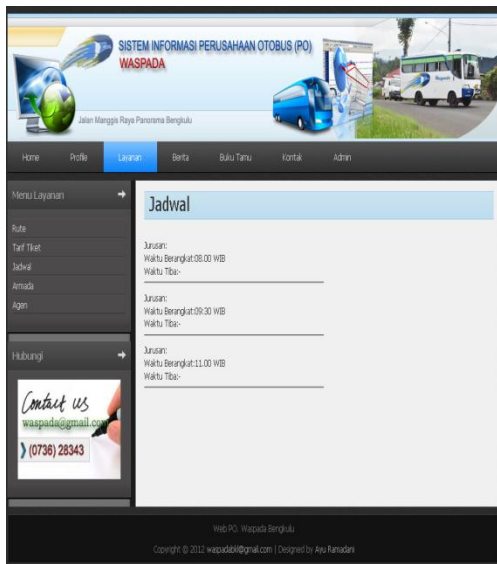 SISTEM INFORMASI PERUSAHAAN OTOBUS (PO)
WASPADA
Jalan Manggis Raya Panorama Bengkulu
Home Profile Layanan Berita Buku Tamu Kontak Admin
Menu Layanan
Rute
Tarif Tiket
Jadwal
Armada
Agen
Hubungi
Contact us
waspada@gmail.com
(0736) 28343
Jadwal
Jurusan:
Waktu Berangkat:08.00 WIB
Waktu Tiba:-
Jurusan:
Waktu Berangkat:09:30 WIB
Waktu Tiba:-
Jurusan:
Waktu Berangkat:11.00 WIB
Waktu Tiba:-
Web PO. Waspada Bengkulu
Copyright © 2012 waspadabkl@gmail.com | Designed by Ayu Ramadani